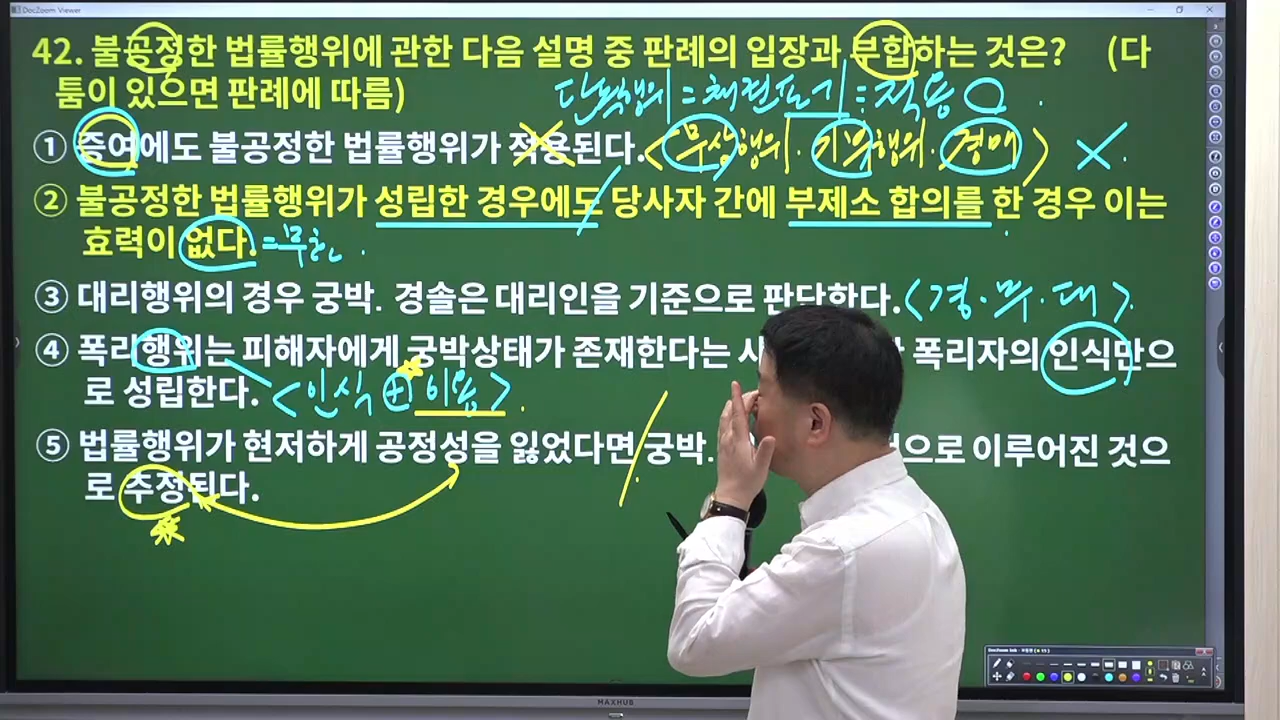 DocZoom Viewer
42. 불공정한 법률행위에 관한 다음 설명 중 판례의 입장과 부합하는 것은? (다
툼이 있으면 판례에 따름)
단독행위 = 채권포기 = 적용 ○
① 증여에도 불공정한 법률행위가 적용된다. <무상행위. 기부행위. 경매> ×
② 불공정한 법률행위가 성립한 경우에도 당사자 간에 부제소 합의를 한 경우 이는
효력이 없다. = 무효
③ 대리행위의 경우 궁박. 경솔은 대리인을 기준으로 판단한다. <경.무.대>
④ 폭리행위는 피해자에게 궁박상태가 존재한다는 폭리자의 인식만으
로 성립한다. <인식 + 이용>
⑤ 법률행위가 현저하게 공정성을 잃었다면 궁박. 으로 이루어진 것으
로 추정된다.
MAXHUB